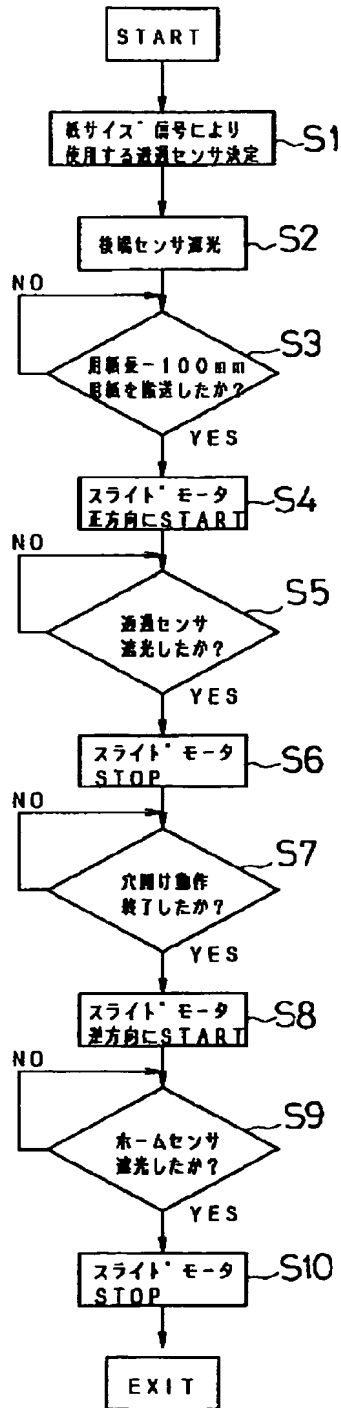 START
紙サイズ信号により
使用する透過センサ決定
S1
後端センサ遮光
S2
NO
用紙長-100mm
用紙を搬送したか?
S3
YES
スライドモータ
正方向にSTART
S4
NO
透過センサ
遮光したか?
S5
YES
スライドモータ
STOP
S6
NO
穴開け動作
終了したか?
S7
YES
スライドモータ
逆方向にSTART
S8
NO
ホームセンサ
遮光したか?
S9
YES
スライドモータ
STOP
S10
EXIT